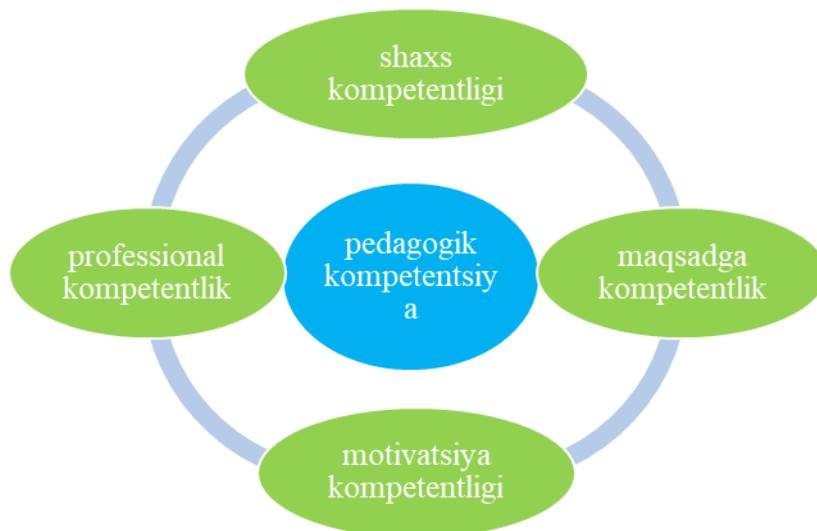 shaxs
kompetentligi
professional
kompetentlik
pedagogik
kompetentsiy
a
maqsadga
kompetentlik
motivatsiya
kompetentligi